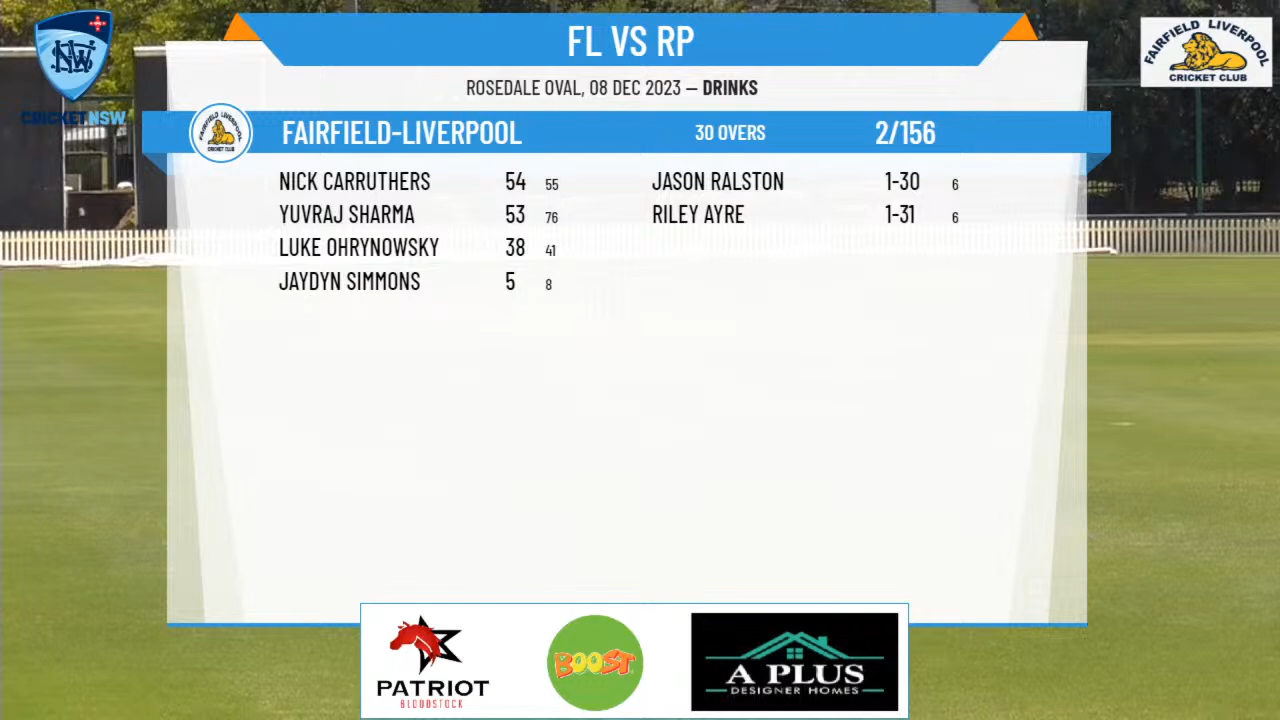 FL VS RP
ROSEDALE OVAL, 08 DEC 2023 – DRINKS
CRICKET NSW
FAIRFIELD LIVERPOOL
CRICKET CLUB
FAIRFIELD-LIVERPOOL 30 OVERS 2/156
NICK CARRUTHERS 54 55 JASON RALSTON 1-30 6
YUVRAJ SHARMA 53 76 RILEY AYRE 1-31 6
LUKE OHRYNOWSKY 38 41
JAYDYN SIMMONS 5 8
PATRIOT
BLOODSTOCK
BOOST
A PLUS
DESIGNER HOMES